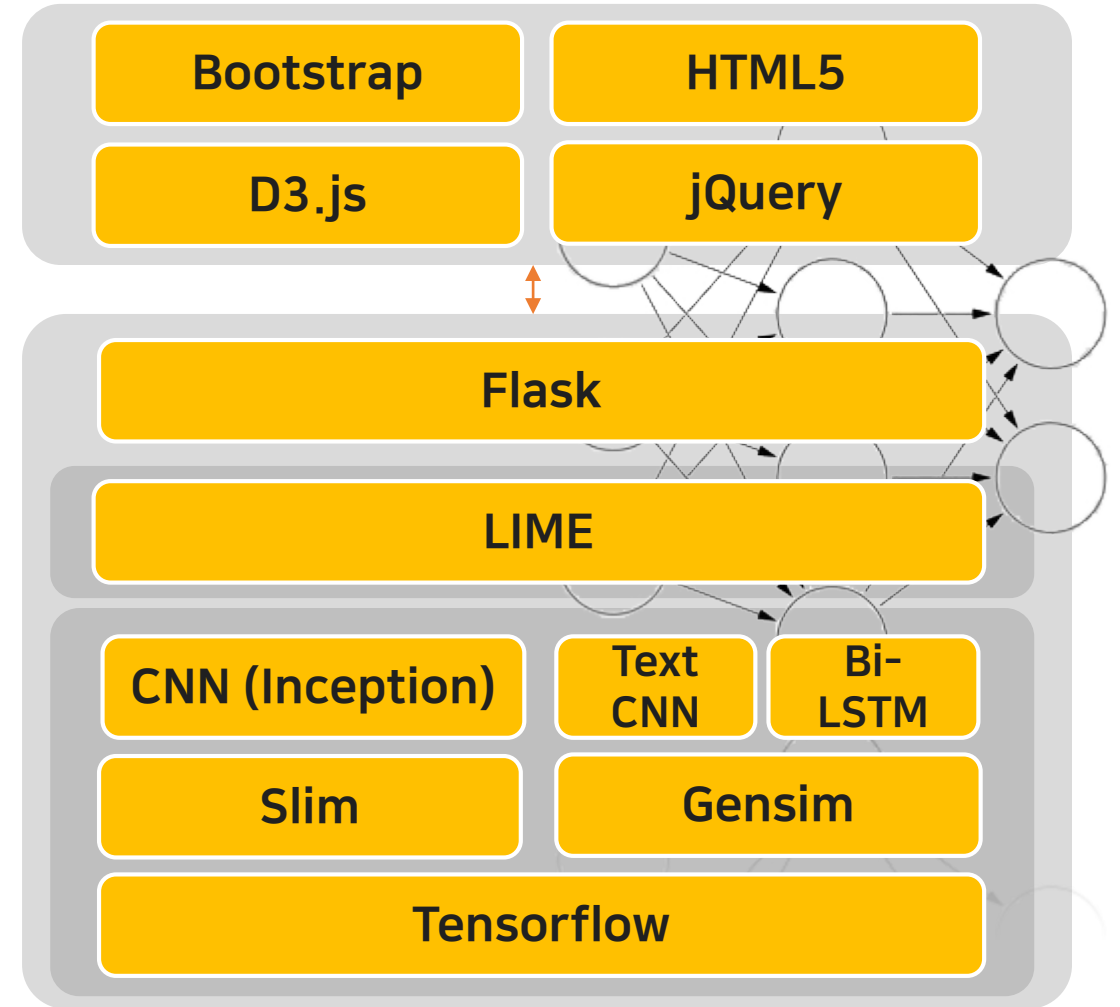 Bootstrap
HTML5
D3.js
jQuery
Flask
LIME
CNN (Inception)
Text
CNN
Bi-
LSTM
Slim
Gensim
Tensorflow